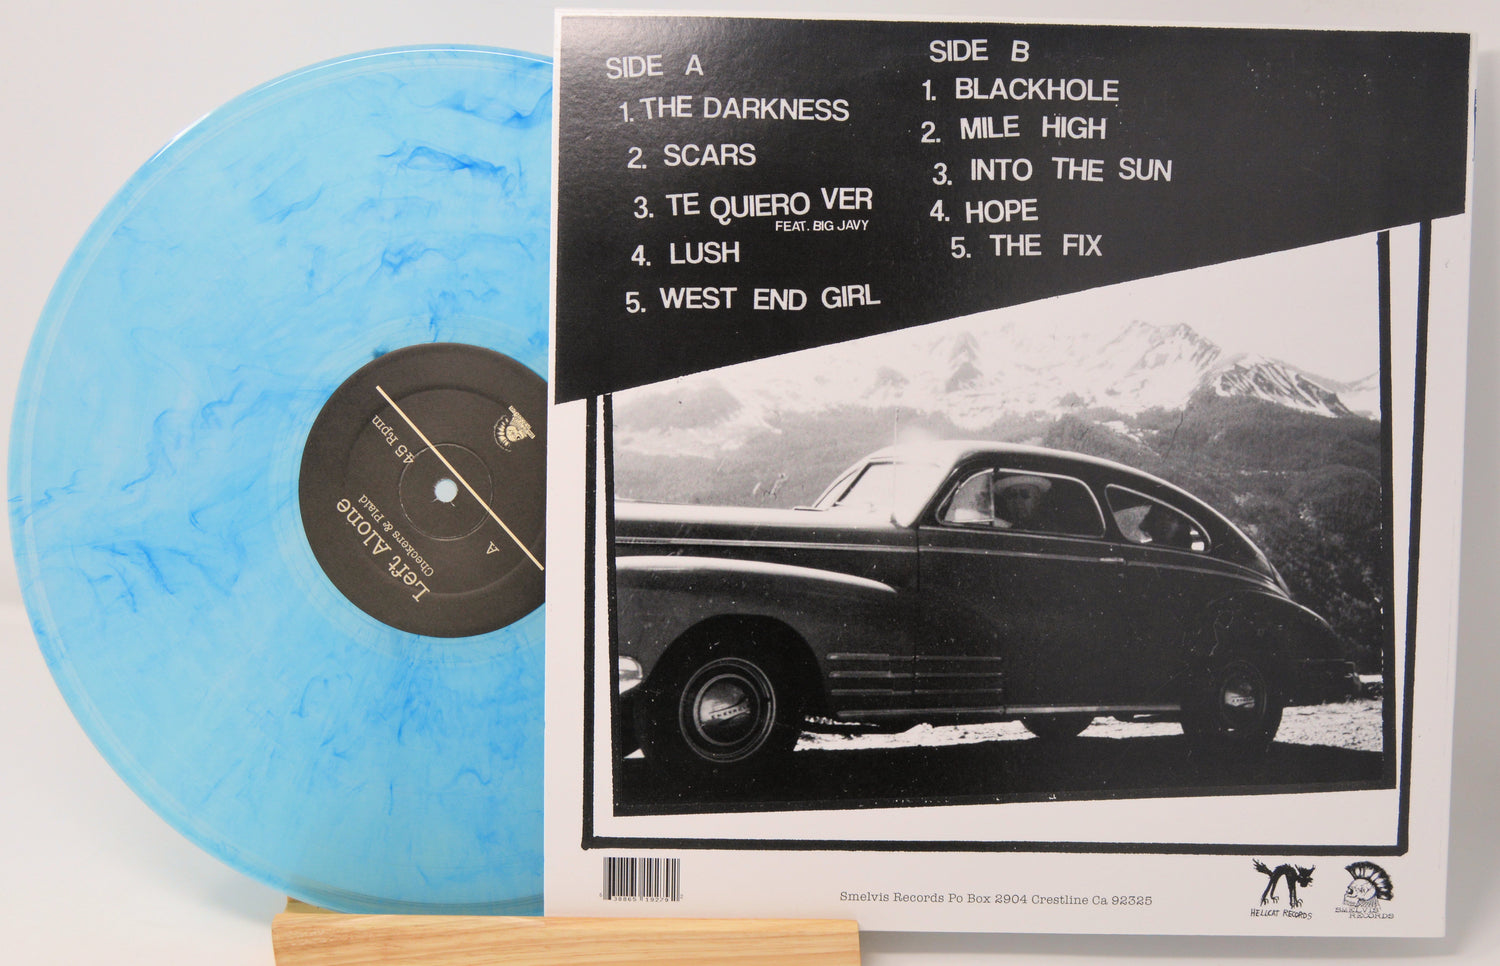 SIDE A
1. THE DARKNESS
2. SCARS
3. TE QUIERO VER
FEAT. BIG JAVY
4. LUSH
5. WEST END GIRL
SIDE B
1. BLACKHOLE
2. MILE HIGH
3. INTO THE SUN
4. HOPE
5. THE FIX
45 Rpm
A
Left Alone
Checkers & Plaid
Smelvis Records Po Box 2904 Crestline Ca 92325
HELLCAT RECORDS
SMELVIS
RECORDS